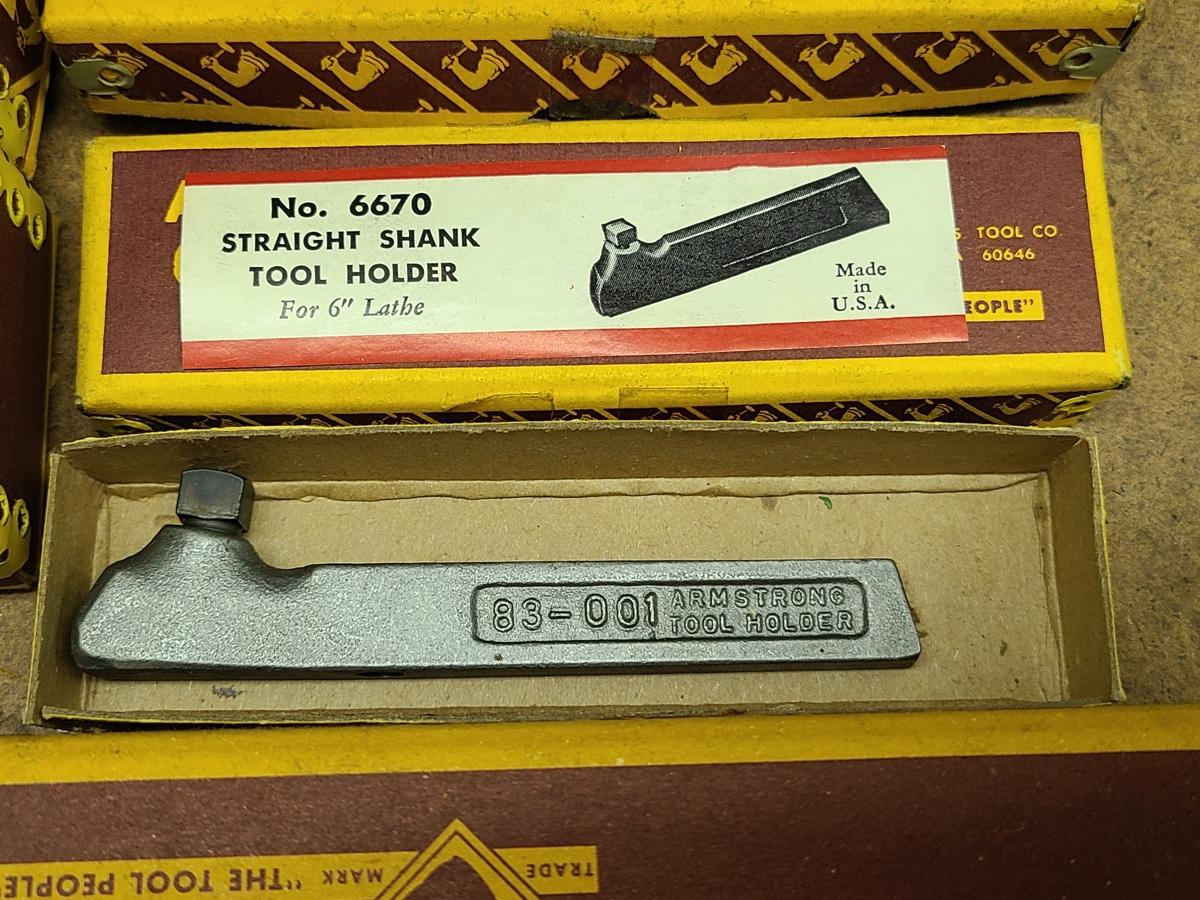 No. 6670
STRAIGHT SHANK
TOOL HOLDER
For 6" Lathe
Made
in
U.S.A.
S. TOOL CO.
60646
EOPLE"
83-001 ARMSTRONG
TOOL HOLDER
TRADE MARK "THE TOOL PEOPLE"